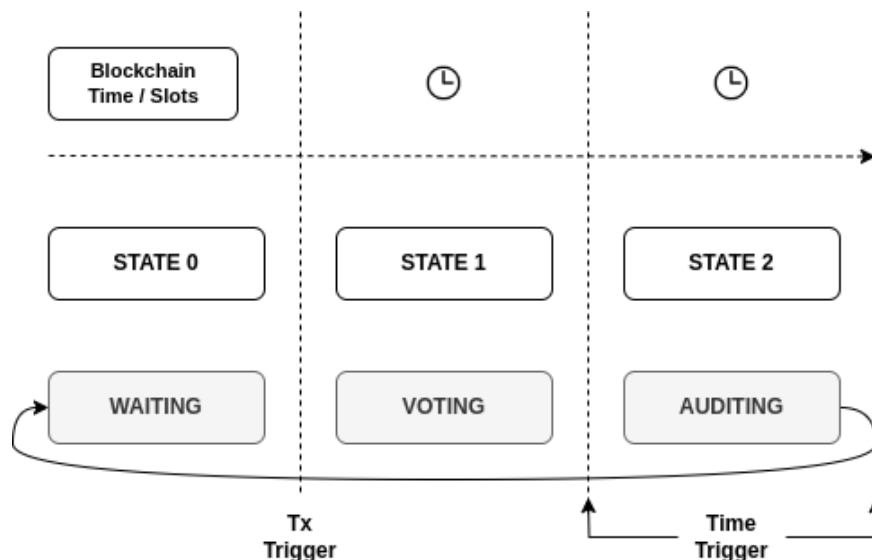 Blockchain
Time / Slots
STATE 0
STATE 1
STATE 2
WAITING
VOTING
AUDITING
Tx
Trigger
Time
Trigger